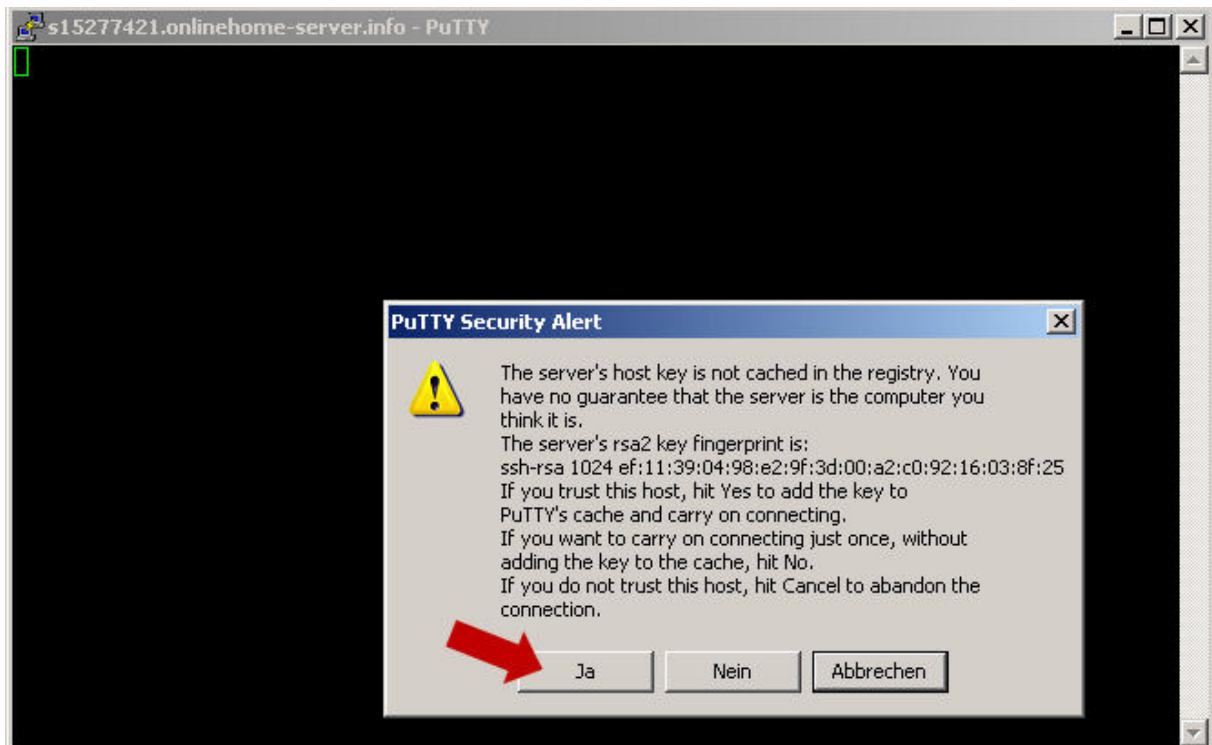 s15277421.onlinehome-server.info - PuTTY
PuTTY Security Alert
The server's host key is not cached in the registry. You
have no guarantee that the server is the computer you
think it is.
The server's rsa2 key fingerprint is:
ssh-rsa 1024 ef:11:39:04:98:e2:9f:3d:00:a2:c0:92:16:03:8f:25
If you trust this host, hit Yes to add the key to
PuTTY's cache and carry on connecting.
If you want to carry on connecting just once, without
adding the key to the cache, hit No.
If you do not trust this host, hit Cancel to abandon the
connection.
Ja Nein Abbrechen